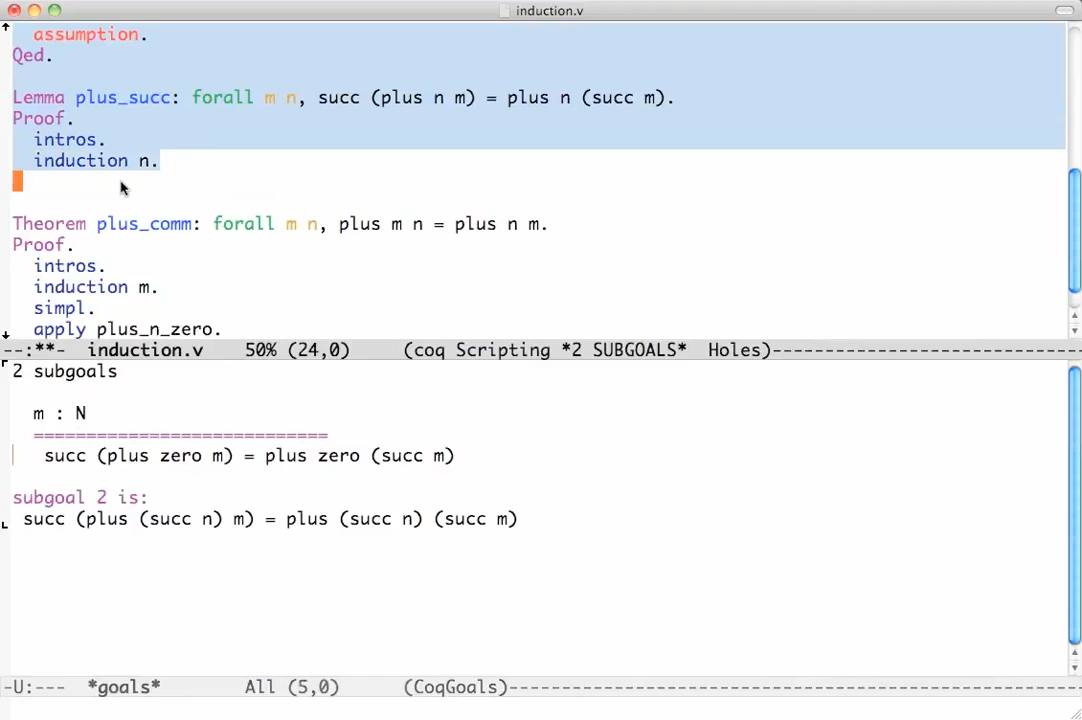 induction.v
assumption.
Qed.
Lemma plus_succ: forall m n, succ (plus n m) = plus n (succ m).
Proof.
intros.
induction n.
Theorem plus_comm: forall m n, plus m n = plus n m.
Proof.
intros.
induction m.
simpl.
apply plus_n_zero.
--:**-  induction.v    50% (24,0)     (coq Scripting *2 SUBGOALS*  Holes)----------------------------
2 subgoals
m : N
============================
succ (plus zero m) = plus zero (succ m)
subgoal 2 is:
succ (plus (succ n) m) = plus (succ n) (succ m)
-U:---  *goals*        All (5,0)      (CoqGoals)-----------------------------------------------------